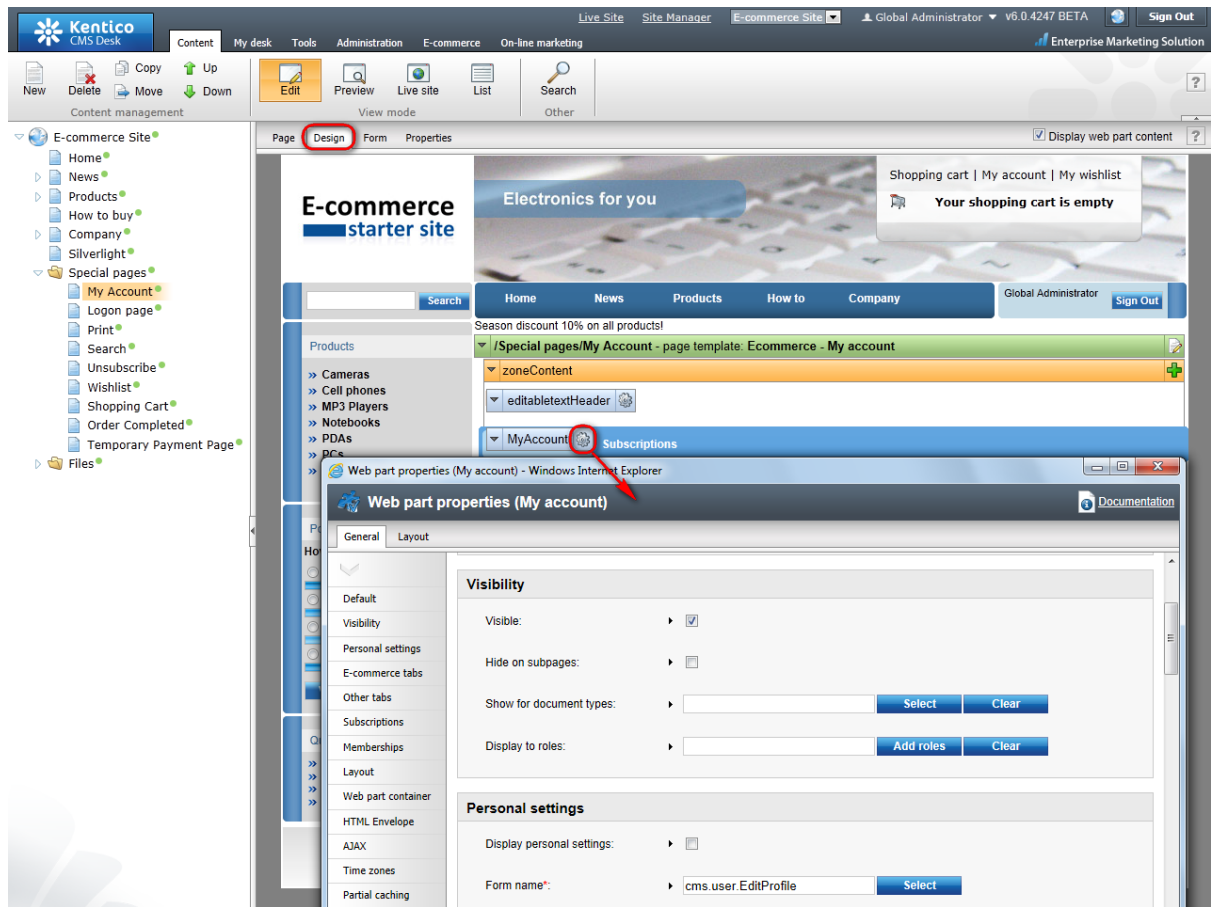 Live Site Site Manager E-commerce Site Global Administrator v6.0.4247 BETA Sign Out
Kentico
CMS Desk
Content My desk Tools Administration E-commerce On-line marketing
Enterprise Marketing Solution
New Delete Copy Move Up Down
Content management
Edit Preview Live site List
View mode
Search
Other
?
E-commerce Site
Home
News
Products
How to buy
Company
Silverlight
Special pages
My Account
Logon page
Print
Search
Unsubscribe
Wishlist
Shopping Cart
Order Completed
Temporary Payment Page
Files
Page Design Form Properties
Display web part content ?
E-commerce
starter site
Electronics for you
Shopping cart | My account | My wishlist
Your shopping cart is empty
Search
Home News Products How to Company
Global Administrator
Sign Out
Season discount 10% on all products!
Products
» Cameras
» Cell phones
» MP3 Players
» Notebooks
» PDAs
» PCs
»
/Special pages/My Account - page template: Ecommerce - My account
zoneContent
editabletextHeader
MyAccount
Subscriptions
Web part properties (My account) - Windows Internet Explorer
Web part properties (My account)
Documentation
General Layout
Default
Visibility
Personal settings
E-commerce tabs
Other tabs
Subscriptions
Memberships
Layout
Web part container
HTML Envelope
AJAX
Time zones
Partial caching
Visibility
Visible:
Hide on subpages:
Show for document types: Select Clear
Display to roles: Add roles Clear
Personal settings
Display personal settings:
Form name*: cms.user.EditProfile Select